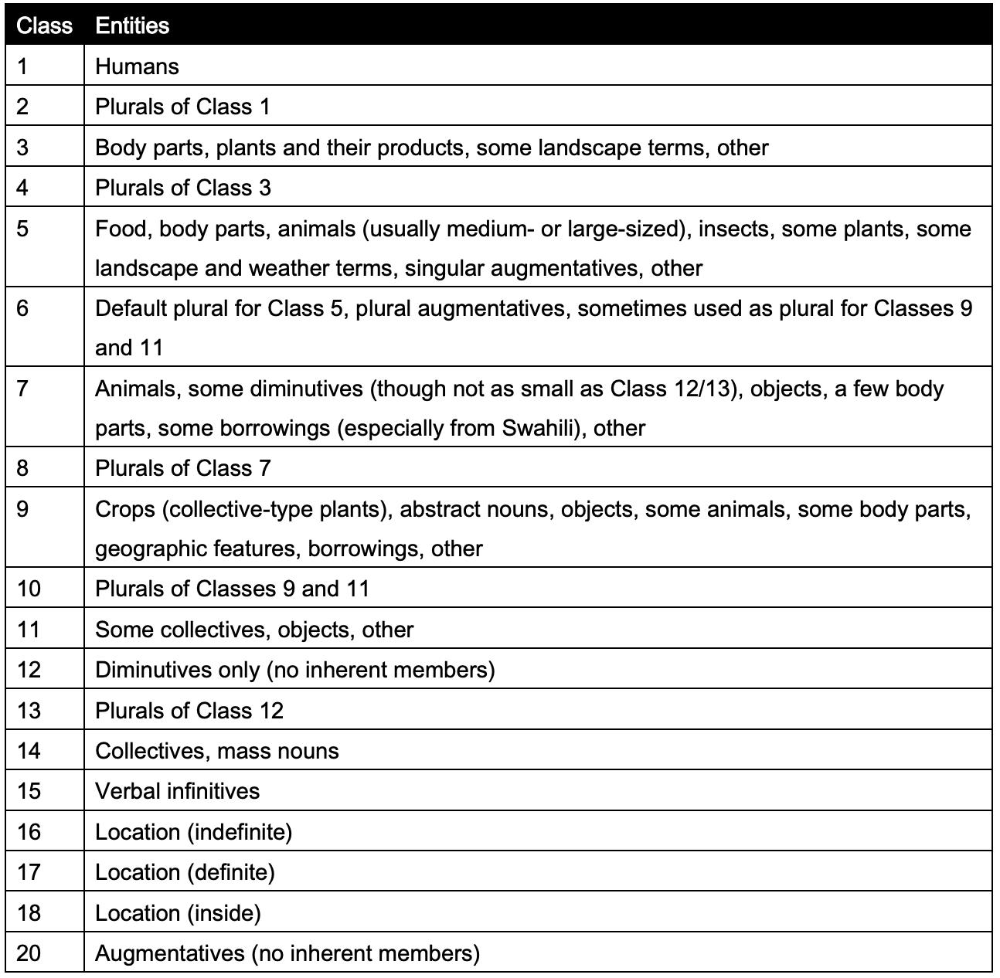 Class Entities
1 Humans
2 Plurals of Class 1
3 Body parts, plants and their products, some landscape terms, other
4 Plurals of Class 3
5 Food, body parts, animals (usually medium- or large-sized), insects, some plants, some
landscape and weather terms, singular augmentatives, other
6 Default plural for Class 5, plural augmentatives, sometimes used as plural for Classes 9
and 11
7 Animals, some diminutives (though not as small as Class 12/13), objects, a few body
parts, some borrowings (especially from Swahili), other
8 Plurals of Class 7
9 Crops (collective-type plants), abstract nouns, objects, some animals, some body parts,
geographic features, borrowings, other
10 Plurals of Classes 9 and 11
11 Some collectives, objects, other
12 Diminutives only (no inherent members)
13 Plurals of Class 12
14 Collectives, mass nouns
15 Verbal infinitives
16 Location (indefinite)
17 Location (definite)
18 Location (inside)
20 Augmentatives (no inherent members)